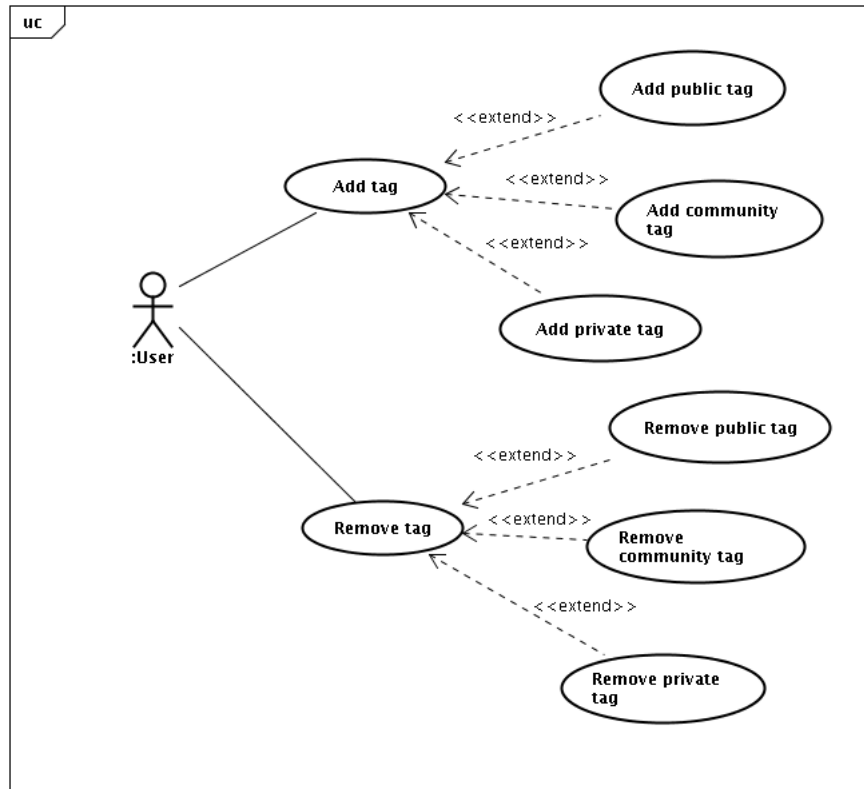 uc
Add public tag
<<extend>>
Add tag
<<extend>>
Add community
tag
<<extend>>
Add private tag
:User
Remove public tag
<<extend>>
Remove tag
<<extend>>
Remove
community tag
<<extend>>
Remove private
tag